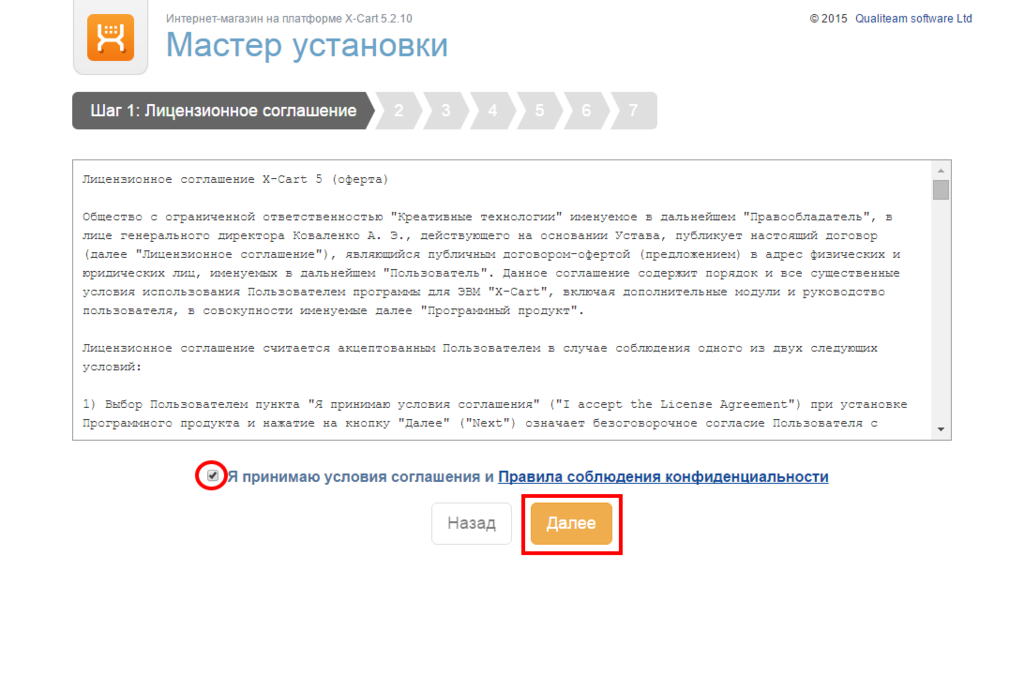 Интернет-магазин на платформе X-Cart 5.2.10
© 2015 Qualiteam software Ltd
Мастер установки
Шаг 1: Лицензионное соглашение 2 3 4 5 6 7
Лицензионное соглашение X-Cart 5 (оферта)
Общество с ограниченной ответственностью "Креативные технологии" именуемое в дальнейшем "Правообладатель", в
лице генерального директора Коваленко А. Э., действующего на основании Устава, публикует настоящий договор
(далее "Лицензионное соглашение"), являющийся публичным договором-офертой (предложением) в адрес физических и
юридических лиц, именуемых в дальнейшем "Пользователь". Данное соглашение содержит порядок и все существенные
условия использования Пользователем программы для ЭВМ "X-Cart", включая дополнительные модули и руководство
пользователя, в совокупности именуемые далее "Программный продукт".
Лицензионное соглашение считается акцептованным Пользователем в случае соблюдения одного из двух следующих
условий:
1) Выбор Пользователем пункта "Я принимаю условия соглашения" ("I accept the License Agreement") при установке
Программного продукта и нажатие на кнопку "Далее" ("Next") означает безоговорочное согласие Пользователя с
Я принимаю условия соглашения и Правила соблюдения конфиденциальности
Назад Далее